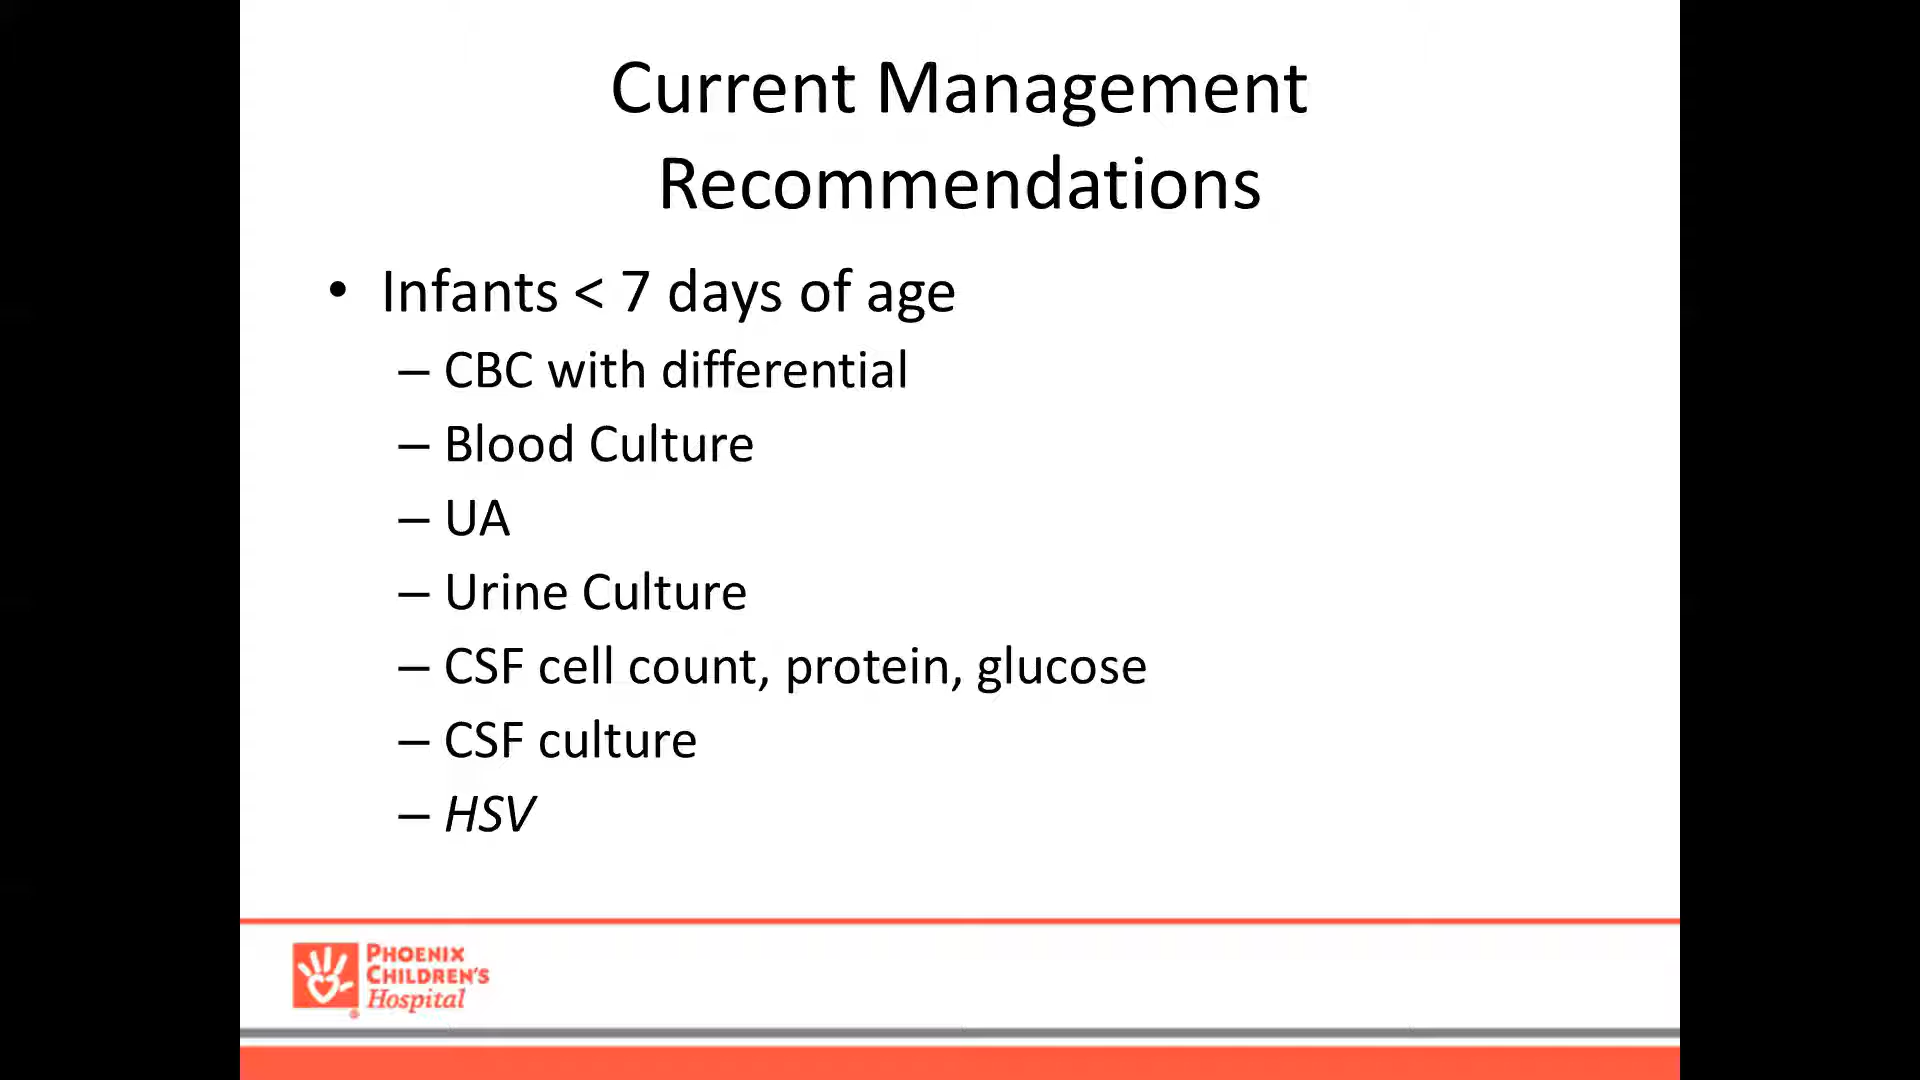 Current Management
Recommendations
• Infants < 7 days of age
– CBC with differential
– Blood Culture
– UA
– Urine Culture
– CSF cell count, protein, glucose
– CSF culture
– HSV
PHOENIX
CHILDREN'S
Hospital